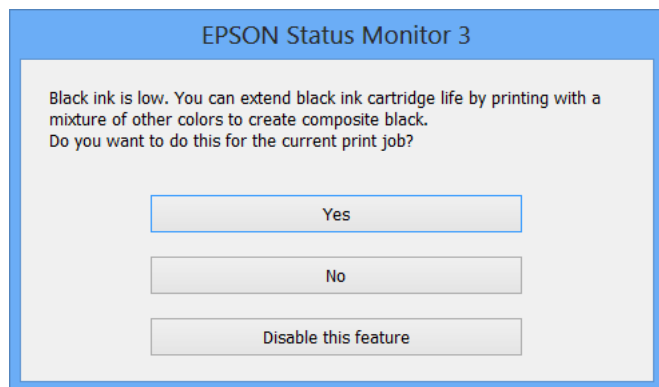 EPSON Status Monitor 3
Black ink is low. You can extend black ink cartridge life by printing with a
mixture of other colors to create composite black.
Do you want to do this for the current print job?
Yes
No
Disable this feature